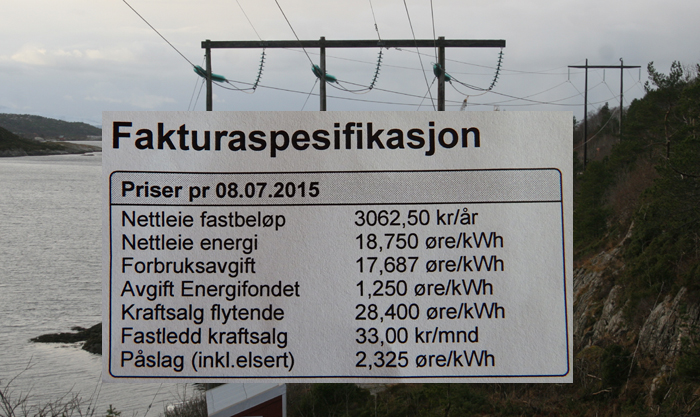 Fakturaspesifikasjon
Priser pr 08.07.2015
Nettleie fastbeløp 3062,50 kr/år
Nettleie energi 18,750 øre/kWh
Forbruksavgift 17,687 øre/kWh
Avgift Energifondet 1,250 øre/kWh
Kraftsalg flytende 28,400 øre/kWh
Fastledd kraftsalg 33,00 kr/mnd
Påslag (inkl.elsert) 2,325 øre/kWh